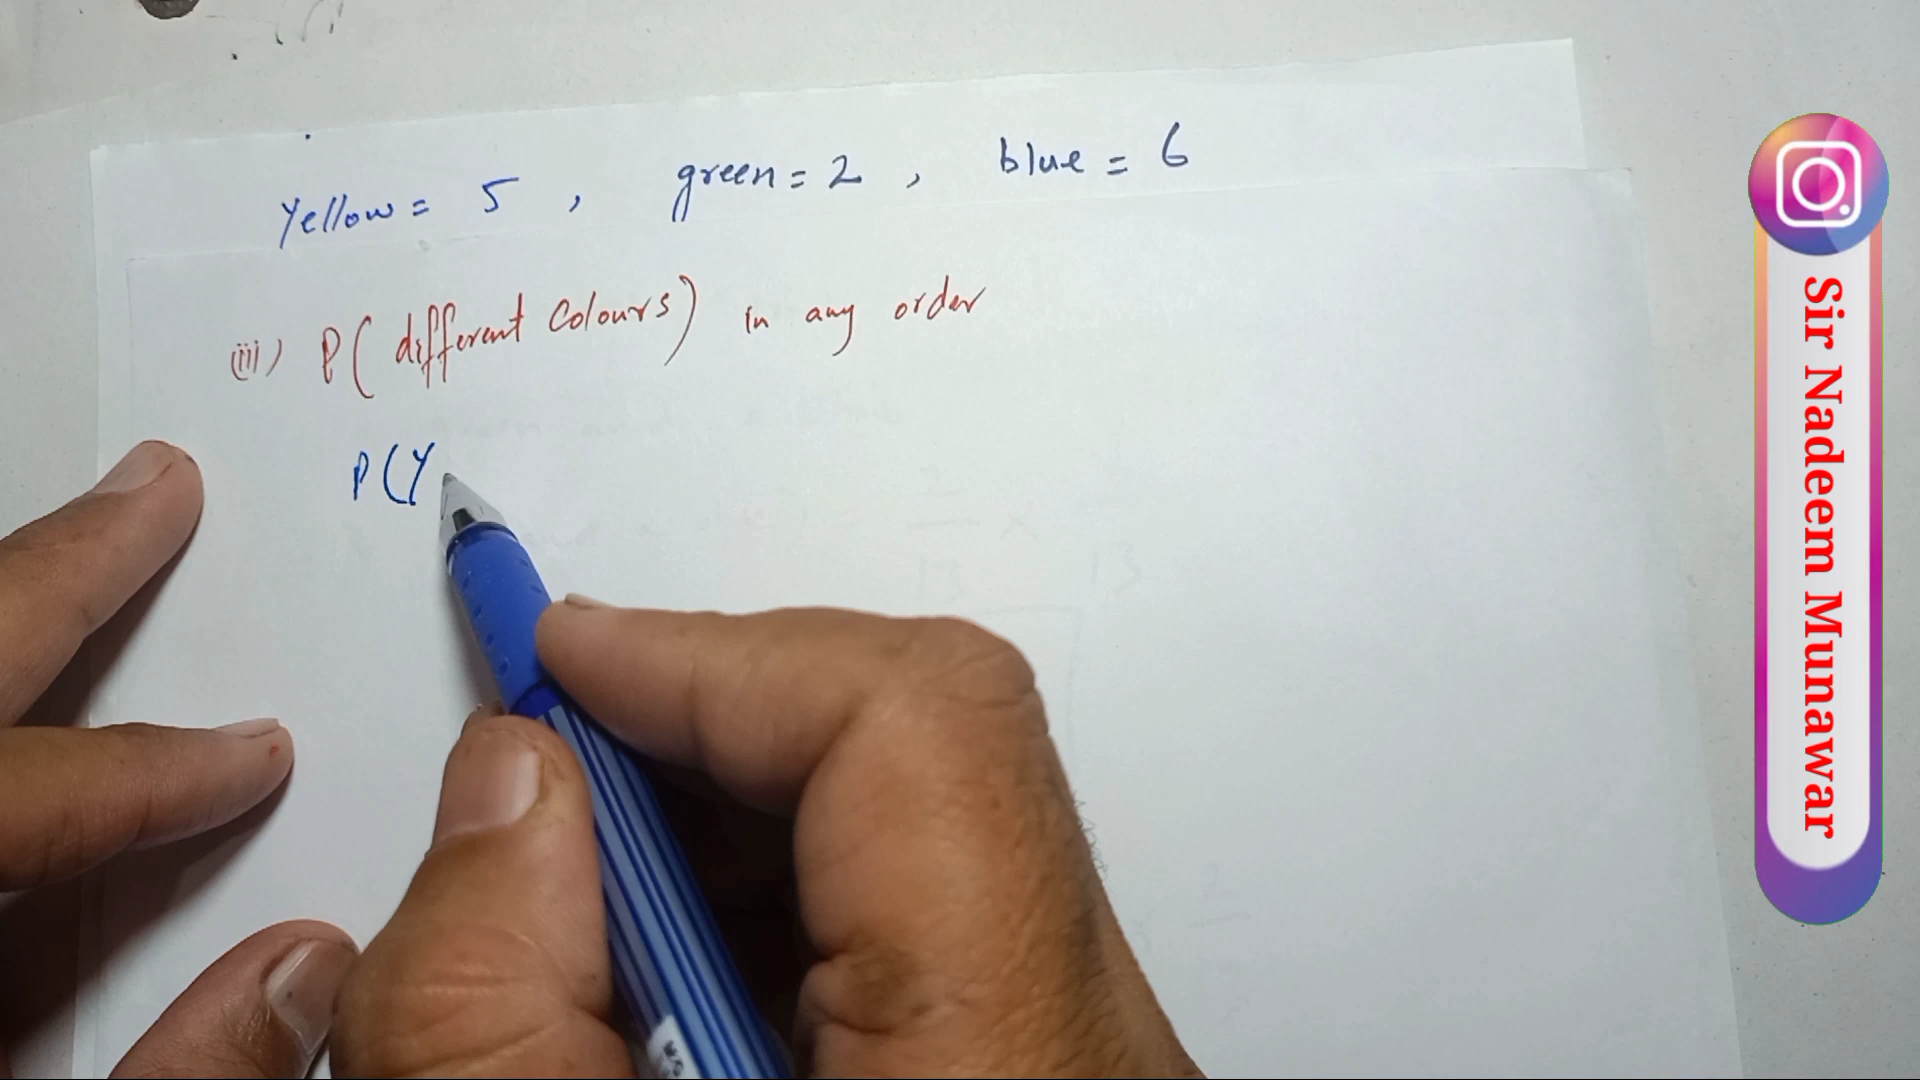 Yellow = 5 , green = 2 , blue = 6
(iii) P( different Colours) in any order
P(Y
Sir Nadeem Munawar